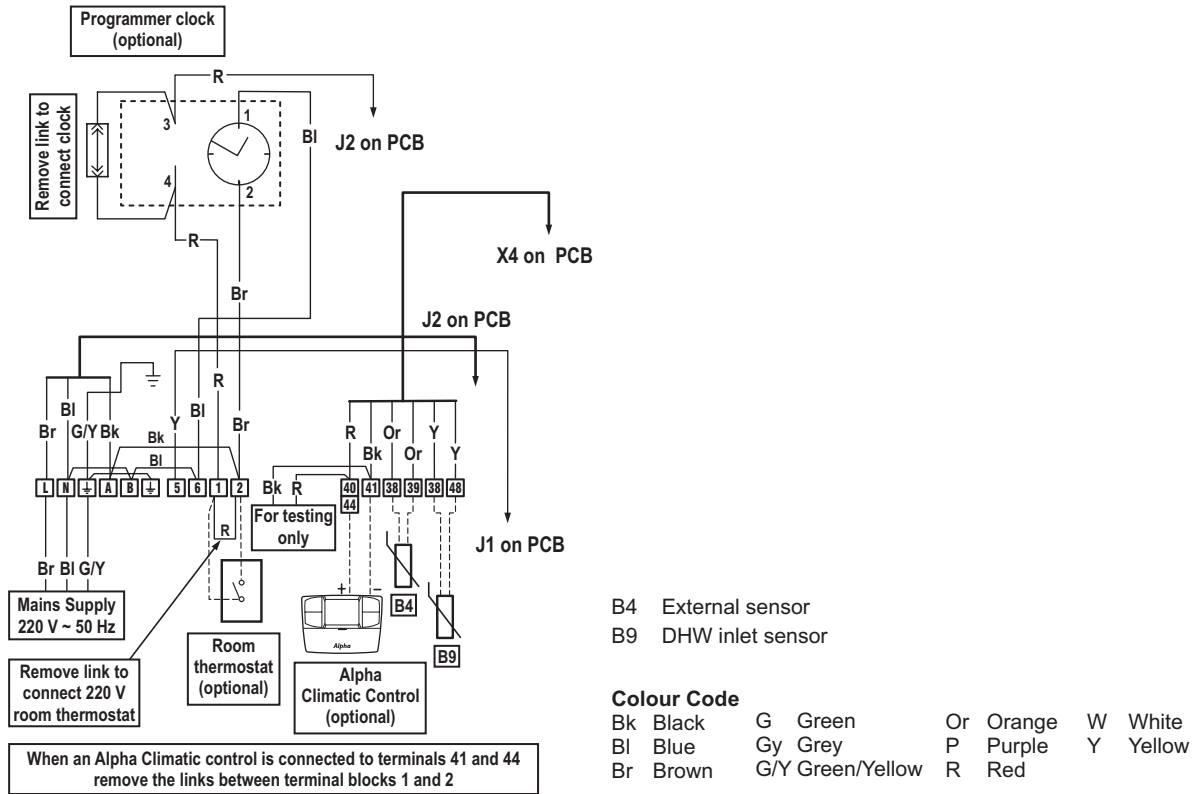 Programmer clock
(optional)
R
Remove link to
connect clock
3
1
Bl
J2 on PCB
4
2
R
X4 on PCB
Br
J2 on PCB
R
Bl
Br
G/Y
Bk
Y
Bl
Br
Bk
Bl
R
Or
Y
Bk
Or
Y
L
N
A
B
5
6
1
2
Bk
R
40
41
38
39
38
48
44
For testing
only
R
J1 on PCB
Br
Bl
G/Y
Mains Supply
220 V ~ 50 Hz
+
−
B4
Alpha
B9
Room
thermostat
(optional)
Alpha
Climatic Control
(optional)
Remove link to
connect 220 V
room thermostat
When an Alpha Climatic control is connected to terminals 41 and 44
remove the links between terminal blocks 1 and 2
B4 External sensor
B9 DHW inlet sensor
Colour Code
Bk Black G Green Or Orange W White
Bl Blue Gy Grey P Purple Y Yellow
Br Brown G/Y Green/Yellow R Red